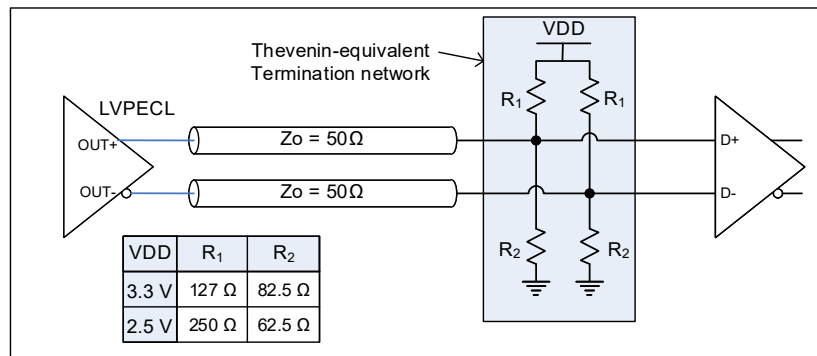 VDD
Thevenin-equivalent
Termination network
R₁ R₁
LVPECL
OUT+ Zo = 50Ω D+
OUT- Zo = 50Ω D-
R₂ R₂
VDD R₁ R₂
3.3 V 127 Ω 82.5 Ω
2.5 V 250 Ω 62.5 Ω